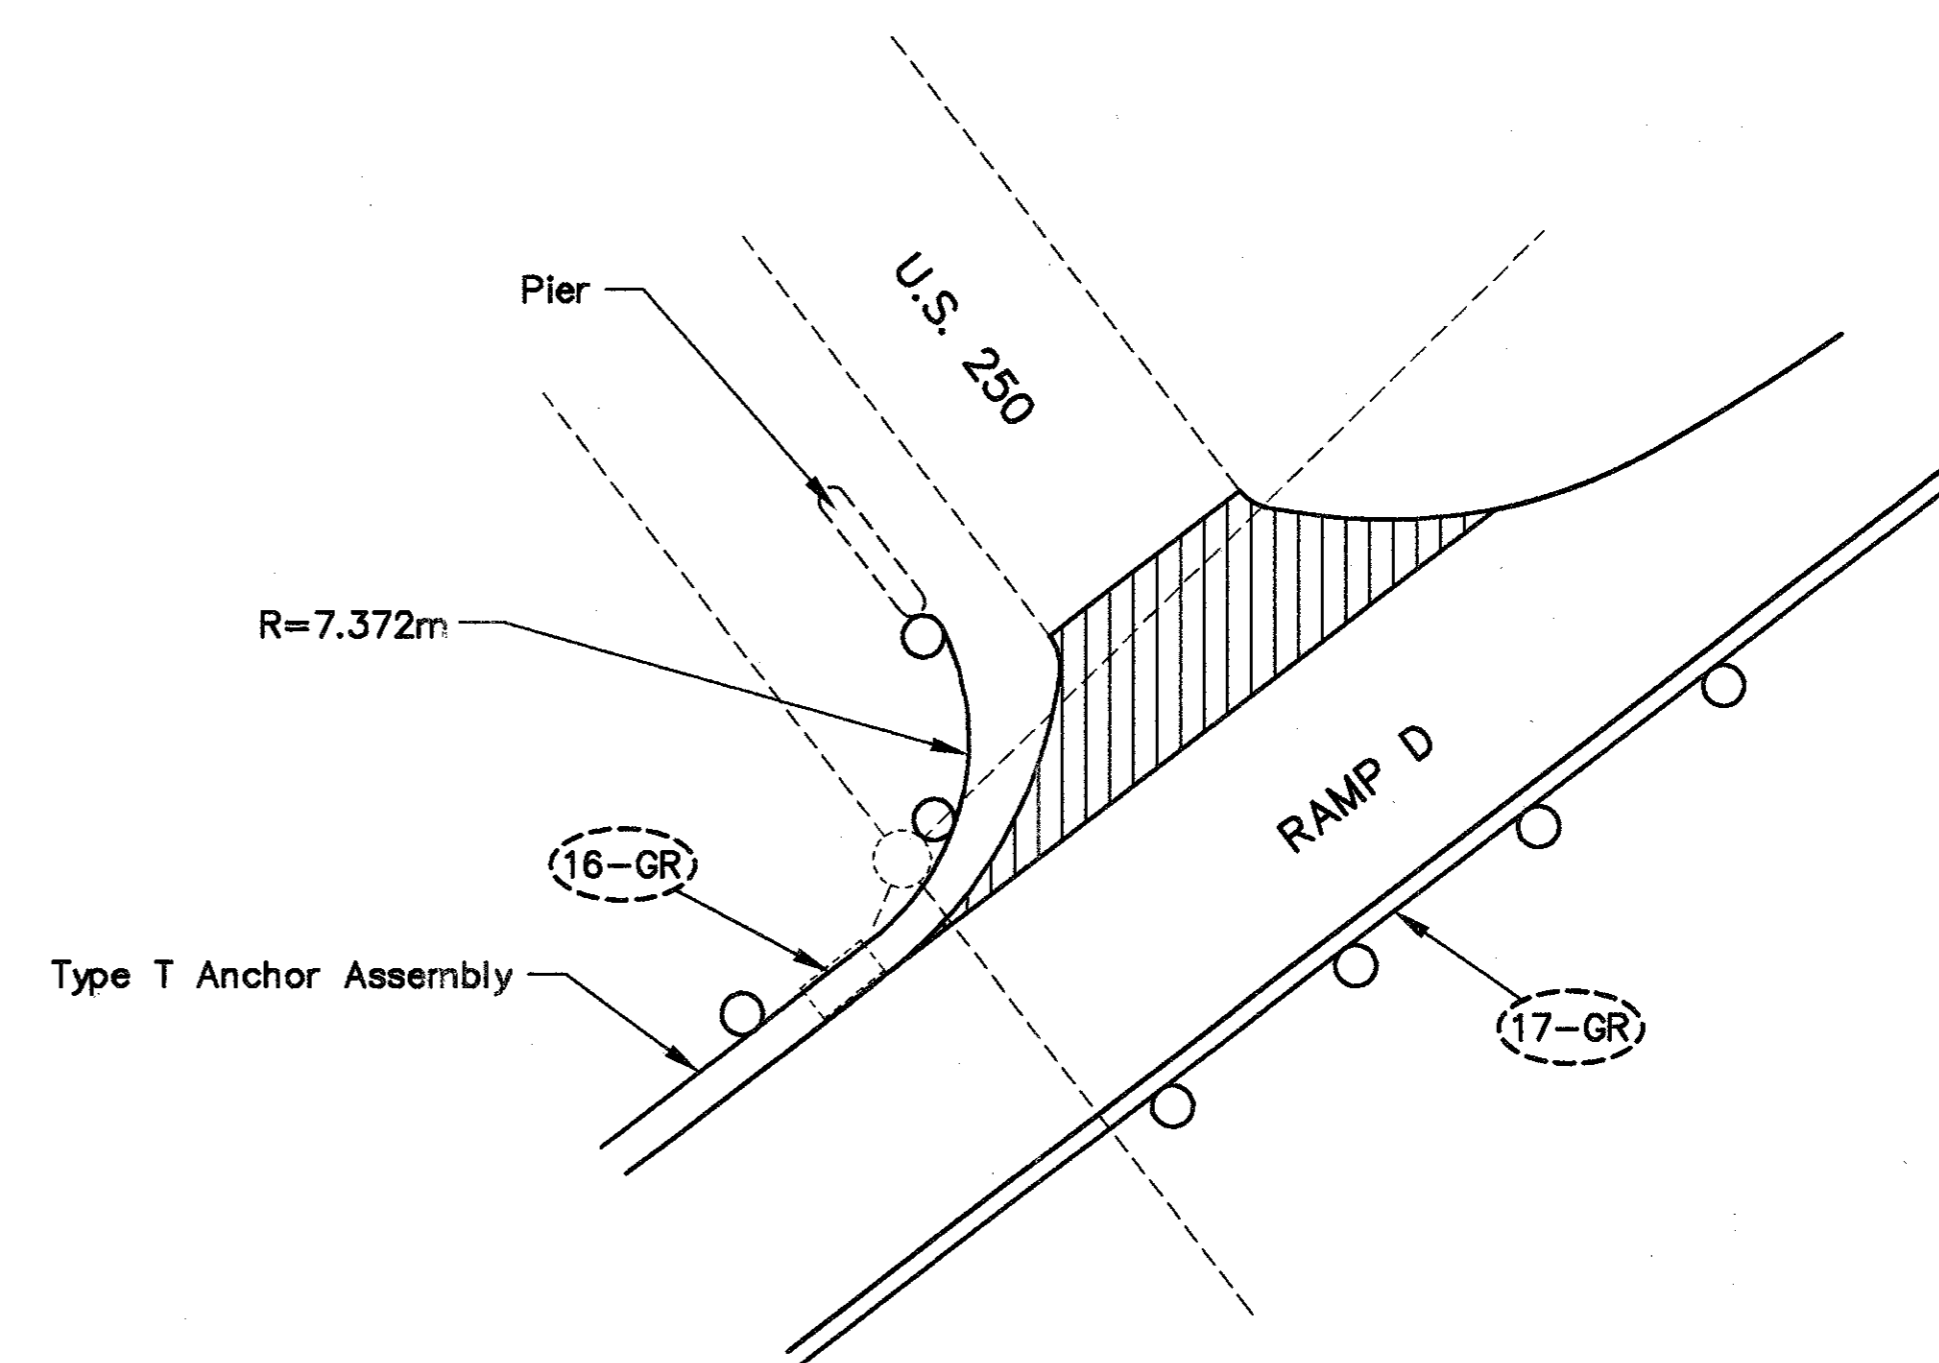 U.S. 250
Pier
R=7.372m
RAMP D
16-GR
Type T Anchor Assembly
17-GR